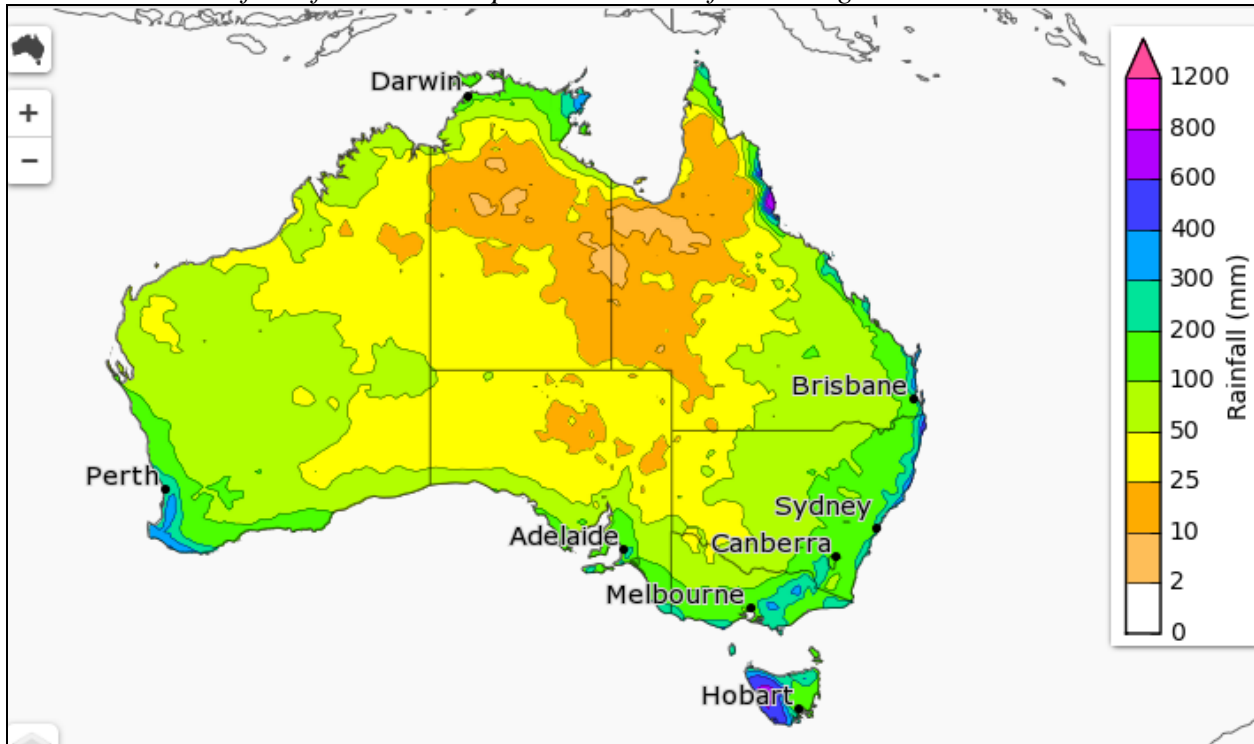 Darwin
+
−
Brisbane
Perth
Sydney
Adelaide
Canberra
Melbourne
Hobart
1200
800
600
400
300
200
100
50
25
10
2
0
Rainfall (mm)